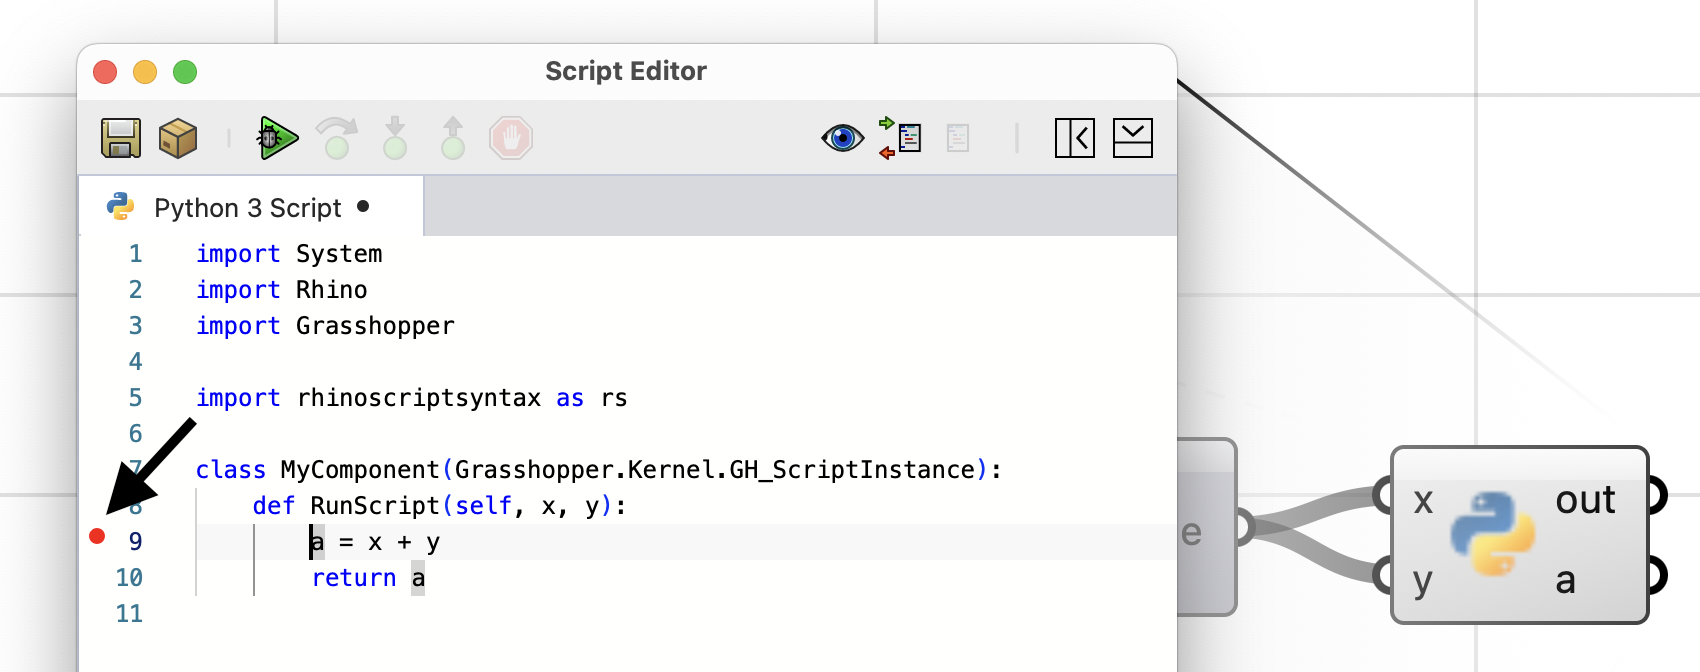 Script Editor
Python 3 Script
1 import System
2 import Rhino
3 import Grasshopper
4
5 import rhinoscriptsyntax as rs
6
7 class MyComponent(Grasshopper.Kernel.GH_ScriptInstance):
8 def RunScript(self, x, y):
9 a = x + y
10 return a
11
e
x out
y a